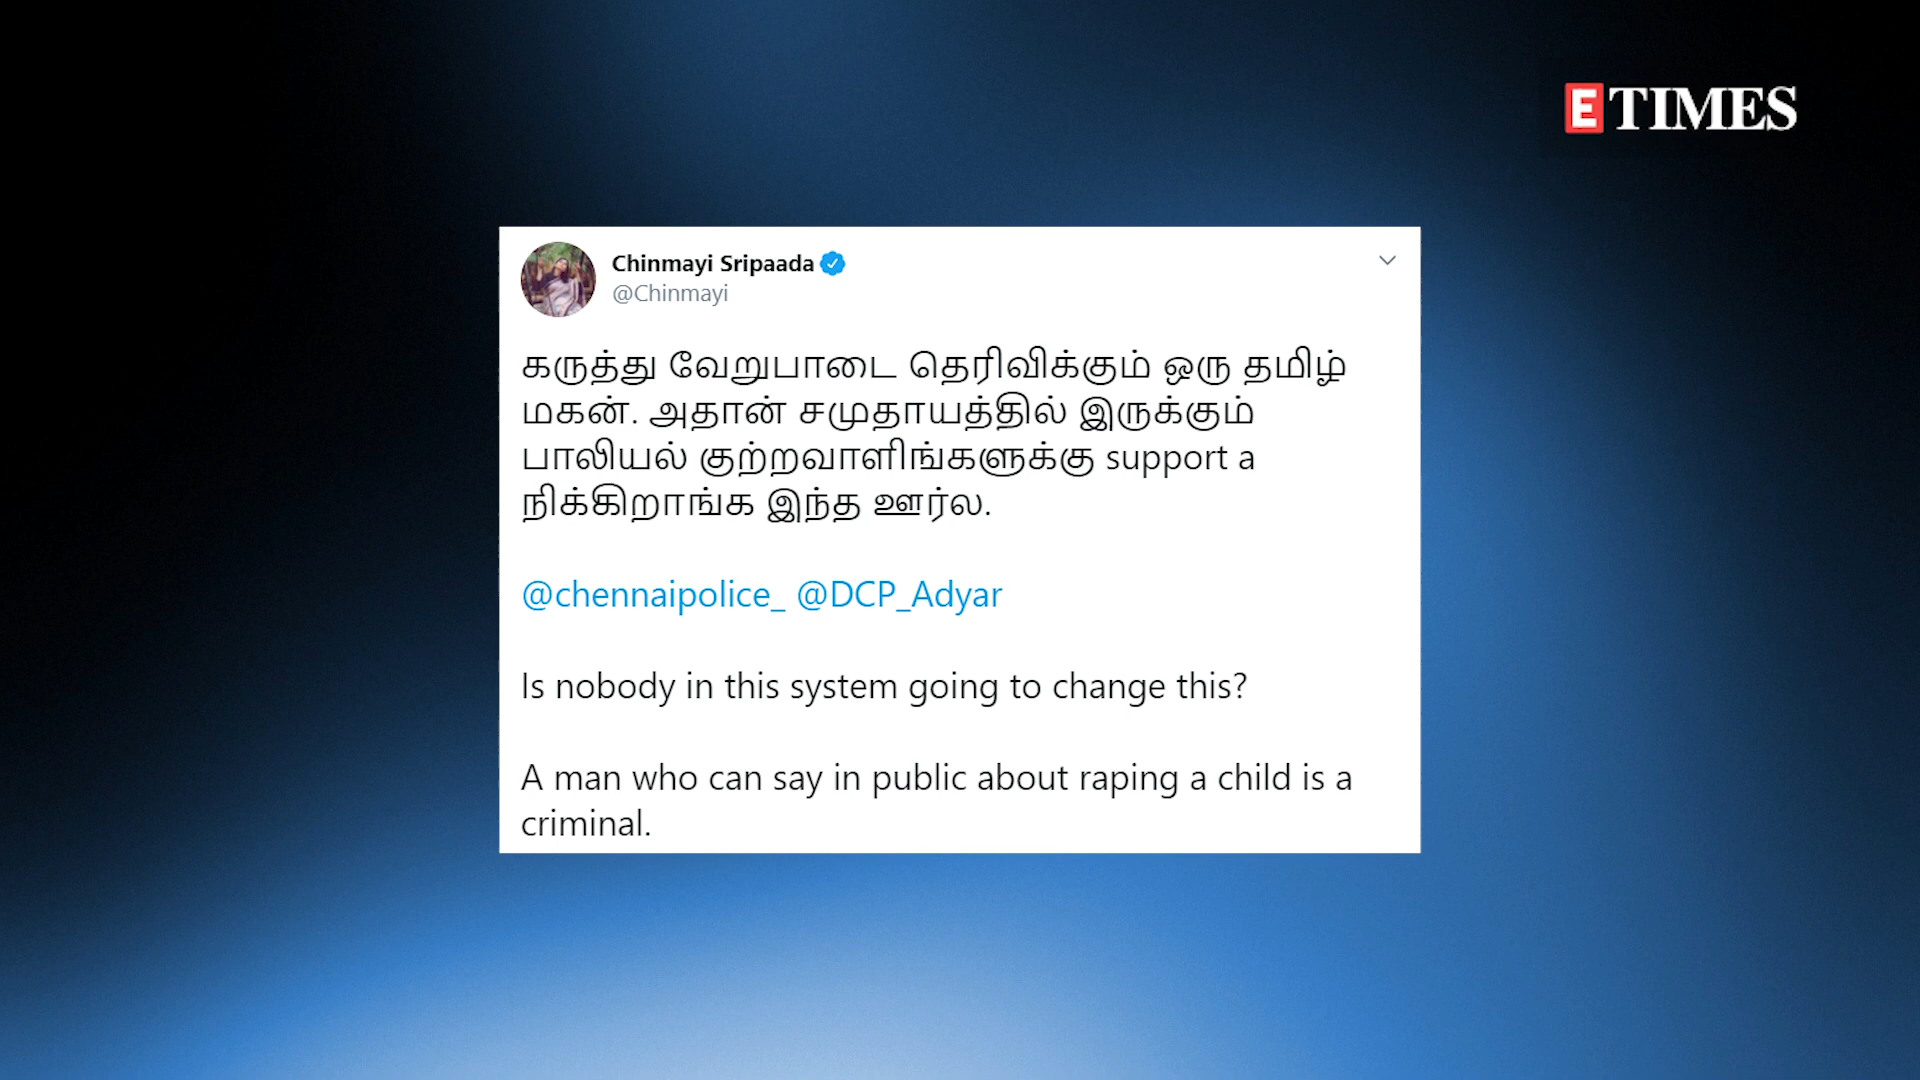 E TIMES
Chinmayi Sripaada
@Chinmayi
கருத்து வேறுபாடை தெரிவிக்கும் ஒரு தமிழ்
மகன். அதான் சமுதாயத்தில் இருக்கும்
பாலியல் குற்றவாளிங்களுக்கு support a
நிக்கிறாங்க இந்த ஊர்ல.
@chennaipolice_ @DCP_Adyar
Is nobody in this system going to change this?
A man who can say in public about raping a child is a
criminal.